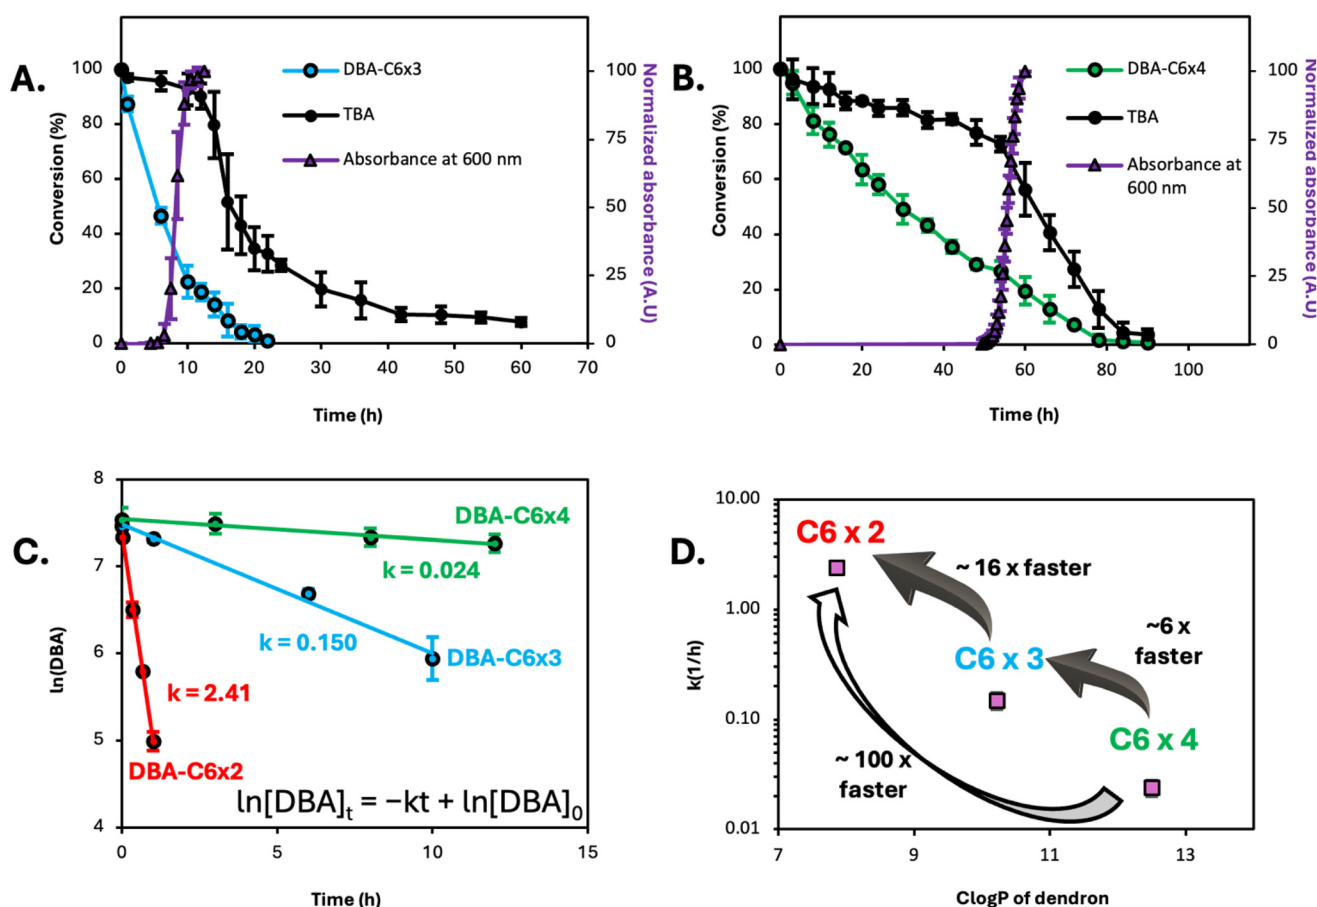 A.
Conversion (%)
100
80
60
40
20
0
0 10 20 30 40 50 60 70
Time (h)
DBA-C6x3
TBA
Absorbance at 600 nm
100
75
50
25
0
Normalized absorbance (A.U)
B.
Conversion (%)
100
80
60
40
20
0
0 20 40 60 80 100
Time (h)
DBA-C6x4
TBA
Absorbance at
600 nm
100
75
50
25
0
Normalized absorbance (A.U)
C.
ln(DBA)
8
7
6
5
4
0 5 10 15
Time (h)
DBA-C6x4
k = 0.024
k = 0.150
DBA-C6x3
k = 2.41
DBA-C6x2
ln[DBA]t = −kt + ln[DBA]0
D.
k(1/h)
10.00
1.00
0.10
0.01
7 9 11 13
ClogP of dendron
C6 x 2
~ 16 x faster
~6 x
faster
C6 x 3
C6 x 4
~ 100 x
faster